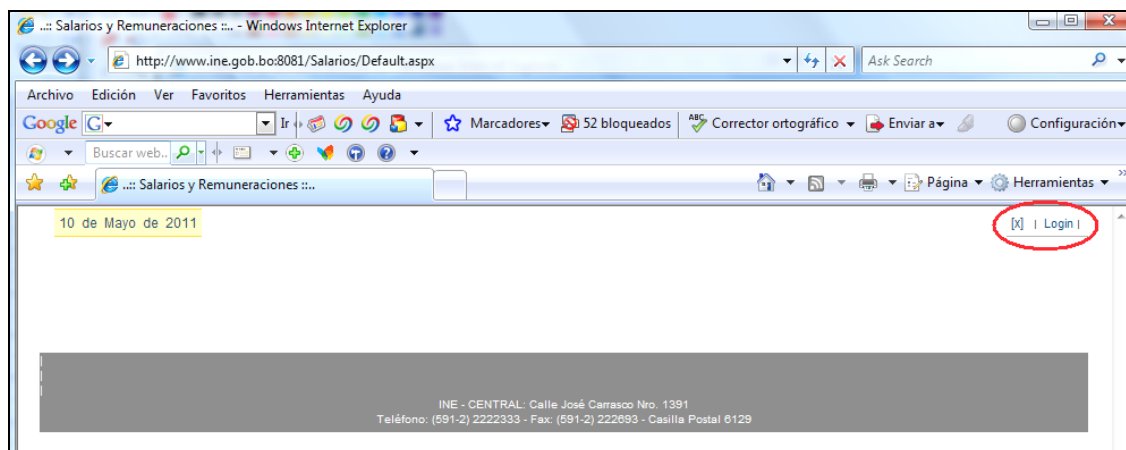 ..:: Salarios y Remuneraciones ::.. - Windows Internet Explorer
http://www.ine.gob.bo:8081/Salarios/Default.aspx
Ask Search
Archivo Edición Ver Favoritos Herramientas Ayuda
Google G Ir Marcadores 52 bloqueados ABC Corrector ortográfico Enviar a Configuración
Buscar web..
..:: Salarios y Remuneraciones ::.. Página Herramientas
10 de Mayo de 2011
[x] | Login |
INE - CENTRAL: Calle José Carrasco Nro. 1391
Teléfono: (591-2) 2222333 - Fax: (591-2) 222693 - Casilla Postal 6129